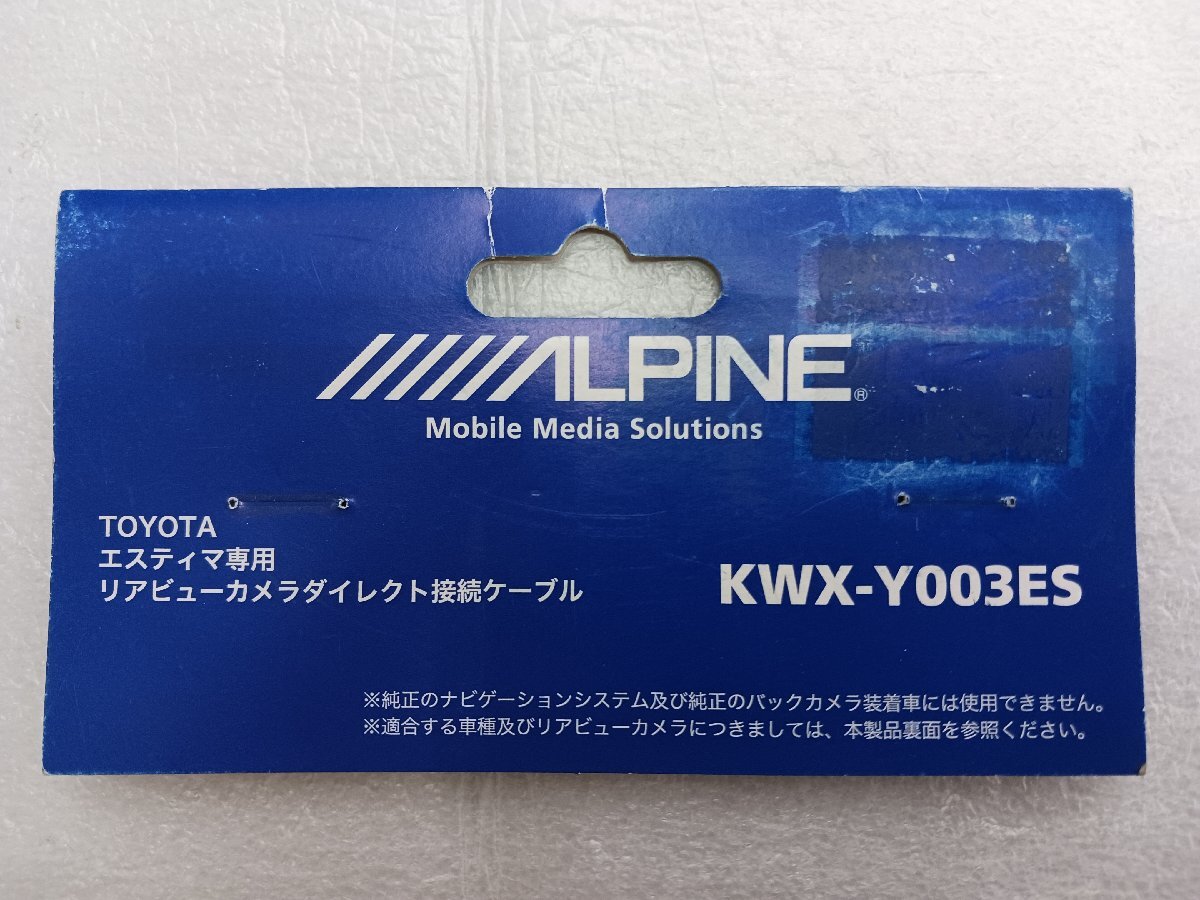 ALPINE®
Mobile Media Solutions
TOYOTA
エスティマ専用
リアビューカメラダイレクト接続ケーブル
KWX-Y003ES
※純正のナビゲーションシステム及び純正のバックカメラ装着車には使用できません。
※適合する車種及びリアビューカメラにつきましては、本製品裏面を参照ください。